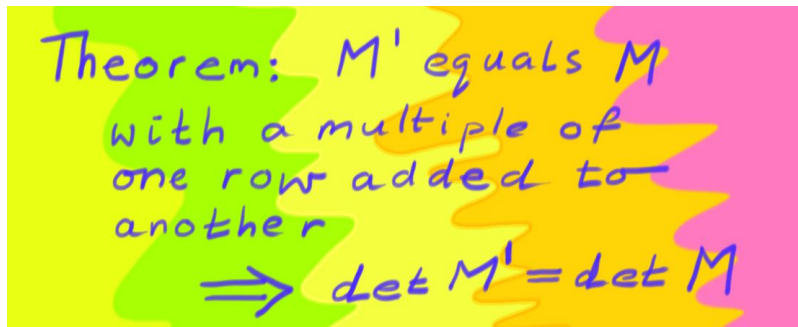 Theorem: M' equals M
with a multiple of
one row added to
another
⟹ det M' = det M